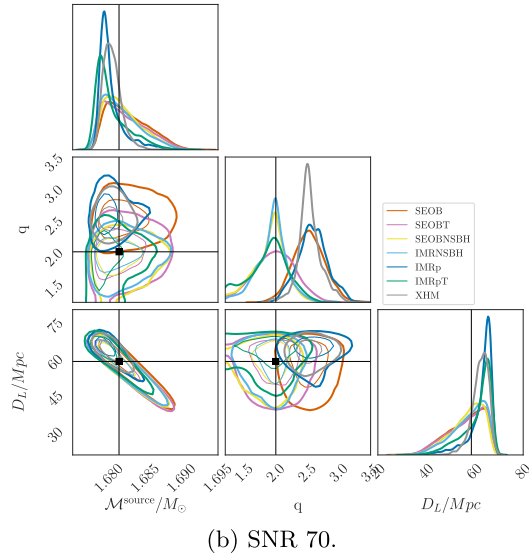 3.5
3.0
q
2.5
2.0
1.5
SEOB
SEOBT
SEOBNSBH
IMRNSBH
IMRp
IMRpT
XHM
75
D_L/Mpc
60
45
30
1.680
1.685
1.690
1.695
2.0
2.5
3.0
3.5
20
40
60
80
M^source/M_⊙
q
D_L/Mpc
(b) SNR 70.